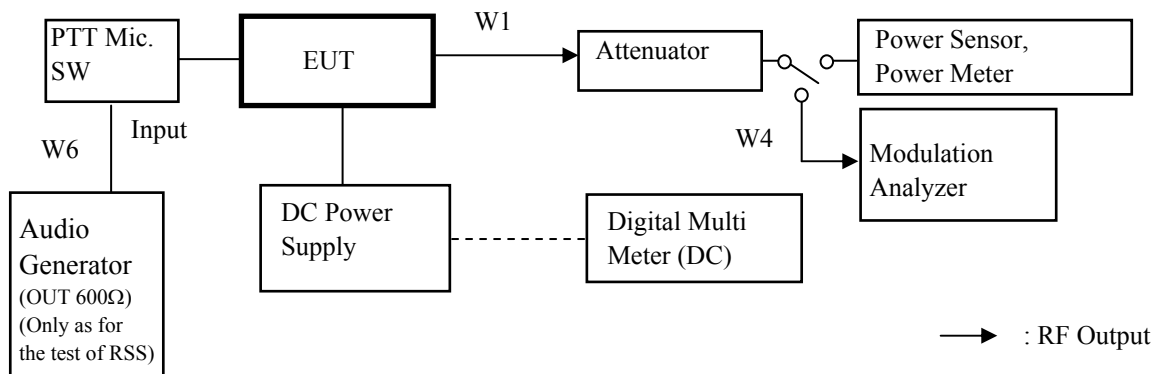 PTT Mic.
SW
EUT
W1
Attenuator
Power Sensor,
Power Meter
Input
W6
W4
Modulation
Analyzer
Audio
Generator
(OUT 600Ω)
(Only as for
the test of RSS)
DC Power
Supply
Digital Multi
Meter (DC)
: RF Output